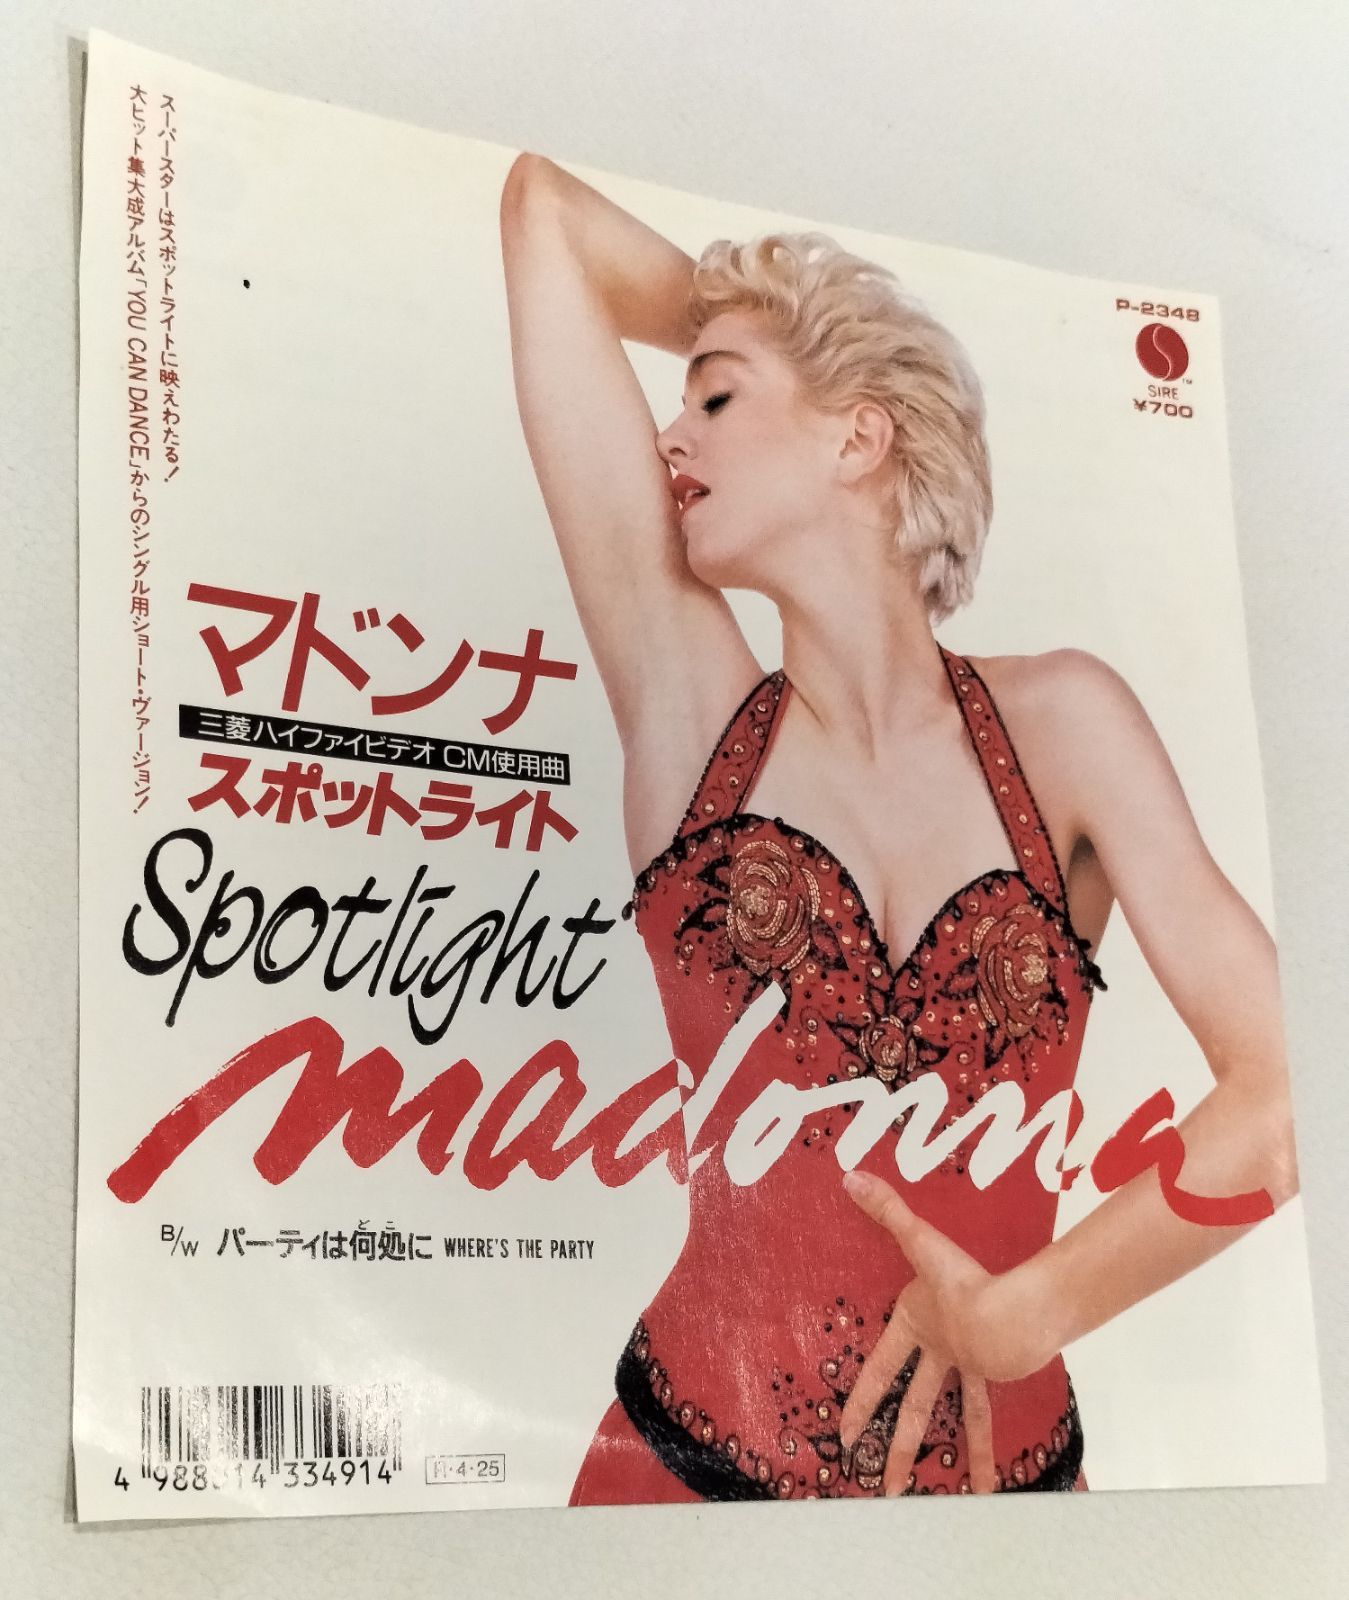 スーパースターはスポットライトに映えわたる!
大ヒット集大成アルバム「YOU CAN DANCE」からのシングル用ショート・ヴァージョン!
P-2348
SIRE
TM
¥700
マドンナ
三菱ハイファイビデオ CM使用曲
スポットライト
Spotlight
madonna
B/W パーティは何処に WHERE'S THE PARTY
どこ
4 988014 334914
・4・25